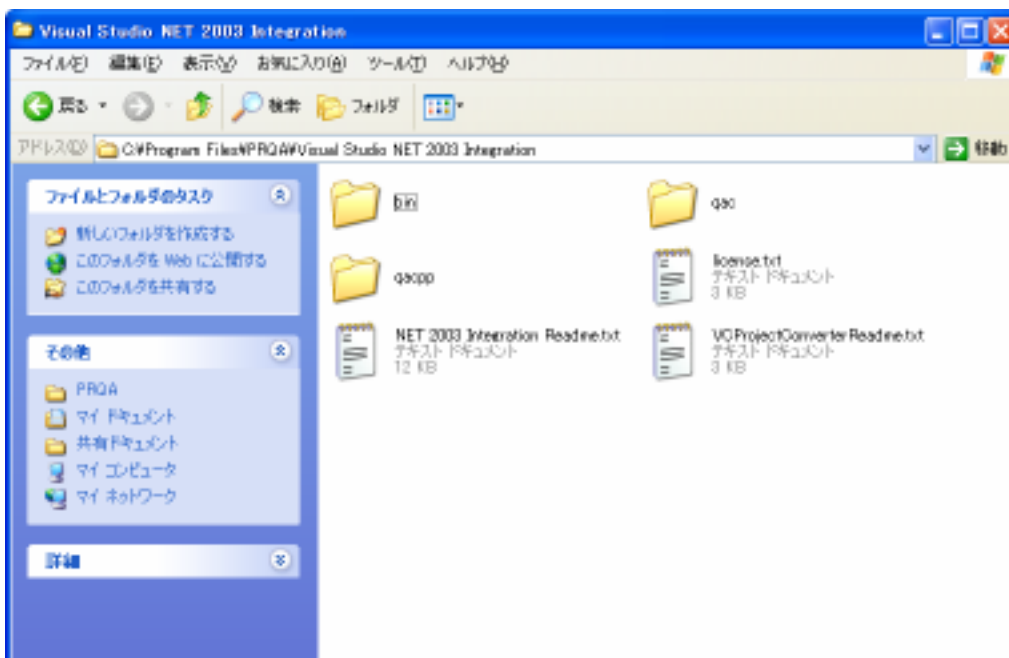 Visual Studio NET 2003 Integration
ファイル(F) 編集(E) 表示(V) お気に入り(A) ツール(T) ヘルプ(H)
戻る 検索 フォルダ
アドレス(D) C:¥Program Files¥PRQA¥Visual Studio NET 2003 Integration 移動
ファイルとフォルダのタスク
新しいフォルダを作成する
このフォルダを Web に公開する
このフォルダを共有する
その他
PRQA
マイ ドキュメント
共有ドキュメント
マイ コンピュータ
マイ ネットワーク
詳細
bin
qac
qacpp
license.txt
テキスト ドキュメント
3 KB
NET 2003 Integration Readme.txt
テキスト ドキュメント
12 KB
VCProjectConverterReadme.txt
テキスト ドキュメント
3 KB